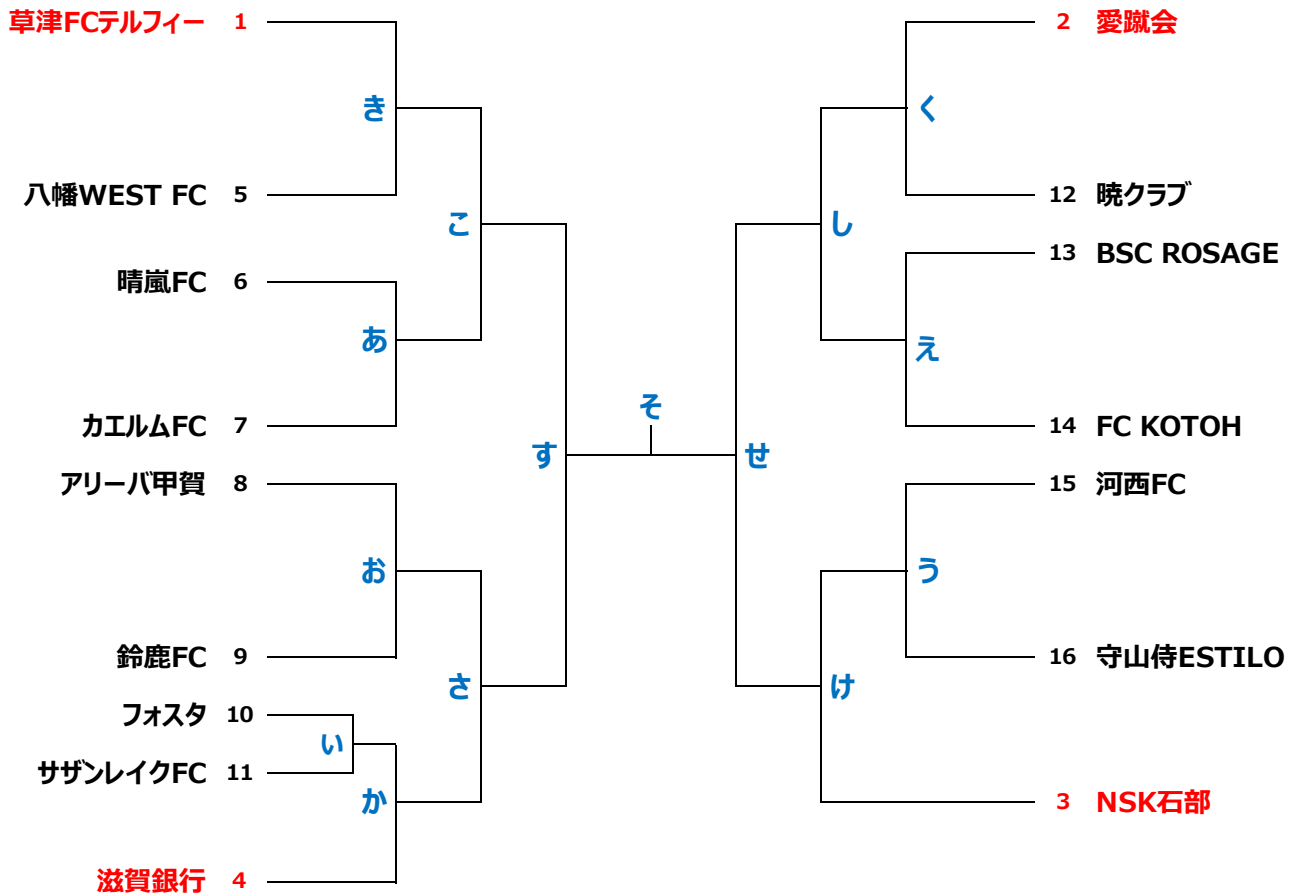 草津FCテルフィー 1
2 愛蹴会
き
く
八幡WEST FC 5
12 暁クラブ
こ
し
13 BSC ROSAGE
晴嵐FC 6
あ
え
そ
カエルムFC 7
14 FC KOTOH
す
せ
アリーバ甲賀 8
15 河西FC
お
う
鈴鹿FC 9
16 守山侍ESTILO
さ
け
フォスタ 10
い
サザンレイクFC 11
か
3 NSK石部
滋賀銀行 4